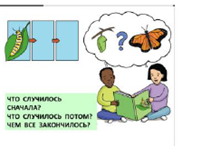 ?
ЧТО СЛУЧИЛОСЬ
СНАЧАЛА?
ЧТО СЛУЧИЛОСЬ ПОТОМ?
ЧЕМ ВСЕ ЗАКОНЧИЛОСЬ?